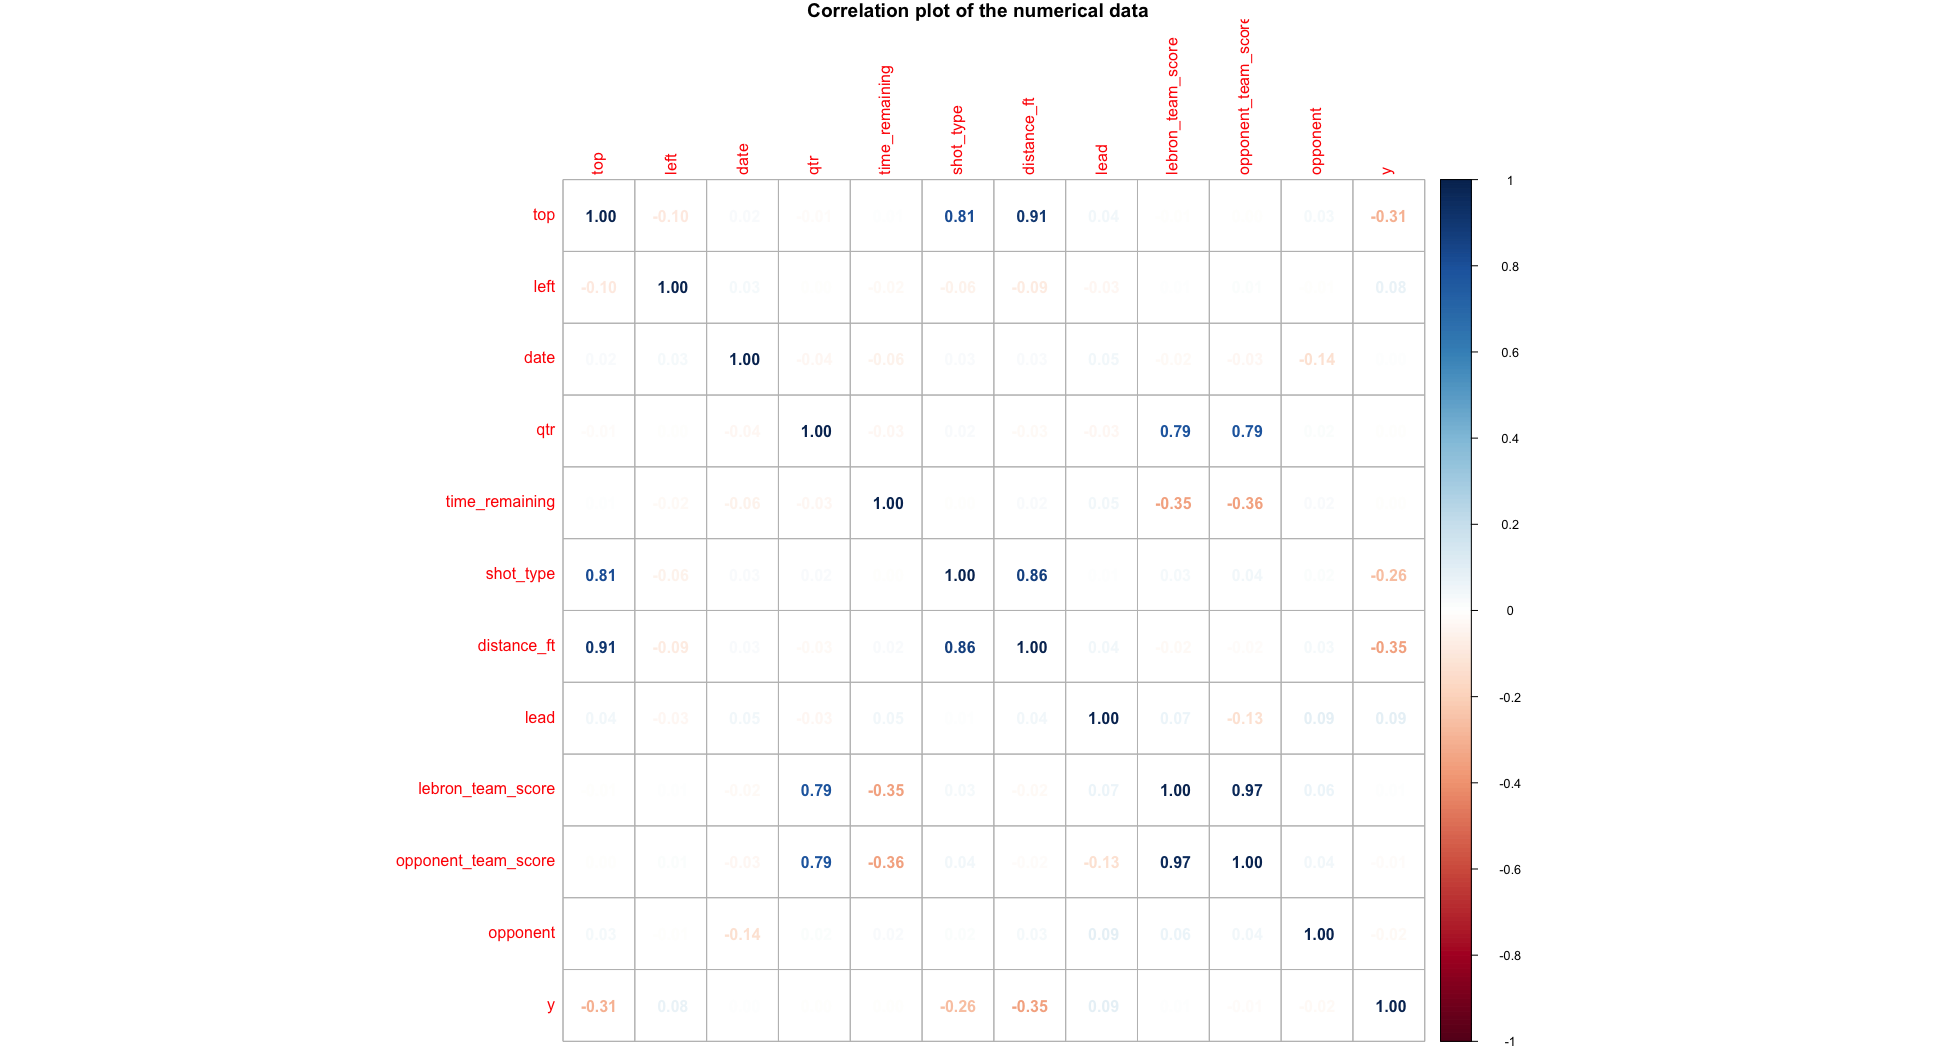 Correlation plot of the numerical data
top left date qtr time_remaining shot_type distance_ft lead lebron_team_score opponent_team_score opponent y
top 1.00 -0.10 0.02 -0.01 0.81 0.91 0.04 0.03 -0.31
left -0.10 1.00 0.03 -0.02 -0.06 -0.09 -0.03 0.01 0.08
date 0.02 0.03 1.00 -0.04 -0.06 0.03 0.03 0.05 -0.02 -0.03 -0.14
qtr -0.01 -0.04 1.00 -0.03 0.02 -0.03 -0.03 0.79 0.79 0.02
time_remaining -0.02 -0.06 -0.03 1.00 0.02 0.05 -0.35 -0.36 0.02
shot_type 0.81 -0.06 0.03 0.02 1.00 0.86 0.03 0.04 0.02 -0.26
distance_ft 0.91 -0.09 0.03 -0.03 0.02 0.86 1.00 0.04 -0.02 -0.02 0.03 -0.35
lead 0.04 -0.03 0.05 -0.03 0.05 0.04 1.00 0.07 -0.13 0.09 0.09
lebron_team_score -0.02 0.79 -0.35 0.03 -0.02 0.07 1.00 0.97 0.06
opponent_team_score 0.01 -0.03 0.79 -0.36 0.04 -0.02 -0.13 0.97 1.00 0.04 -0.01
opponent 0.03 -0.14 0.02 0.02 0.02 0.03 0.09 0.06 0.04 1.00 -0.02
y -0.31 0.08 -0.26 -0.35 0.09 -0.01 -0.02 1.00
1
0.8
0.6
0.4
0.2
0
-0.2
-0.4
-0.6
-0.8
-1